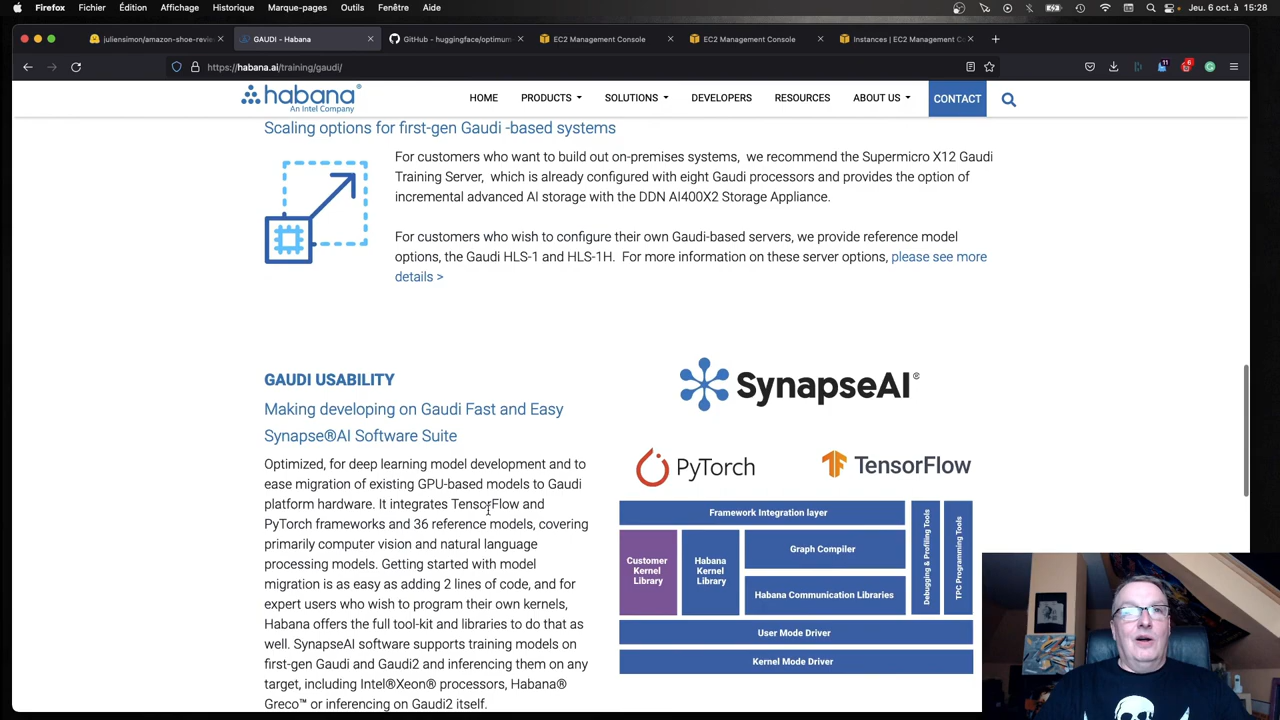 Firefox Fichier Édition Affichage Historique Marque-pages Outils Fenêtre Aide Jeu. 6 oct. à 15:28
juliensimon/amazon-shoe-review GAUDI - Habana GitHub - huggingface/optimum EC2 Management Console EC2 Management Console Instances | EC2 Management C
https://habana.ai/training/gaudi/
habana®
An Intel Company
HOME PRODUCTS SOLUTIONS DEVELOPERS RESOURCES ABOUT US CONTACT
Scaling options for first-gen Gaudi -based systems
For customers who want to build out on-premises systems, we recommend the Supermicro X12 Gaudi
Training Server, which is already configured with eight Gaudi processors and provides the option of
incremental advanced AI storage with the DDN AI400X2 Storage Appliance.
For customers who wish to configure their own Gaudi-based servers, we provide reference model
options, the Gaudi HLS-1 and HLS-1H. For more information on these server options, please see more
details >
GAUDI USABILITY
Making developing on Gaudi Fast and Easy
Synapse®AI Software Suite
Optimized, for deep learning model development and to
ease migration of existing GPU-based models to Gaudi
platform hardware. It integrates TensorFlow and
PyTorch frameworks and 36 reference models, covering
primarily computer vision and natural language
processing models. Getting started with model
migration is as easy as adding 2 lines of code, and for
expert users who wish to program their own kernels,
Habana offers the full tool-kit and libraries to do that as
well. SynapseAI software supports training models on
first-gen Gaudi and Gaudi2 and inferencing them on any
target, including Intel®Xeon® processors, Habana®
Greco™ or inferencing on Gaudi2 itself.
SynapseAI®
PyTorch TensorFlow
Framework Integration layer
Customer
Kernel
Library
Habana
Kernel
Library
Graph Compiler
Habana Communication Libraries
Debugging & Profiling Tools
TPC Programming Tools
User Mode Driver
Kernel Mode Driver